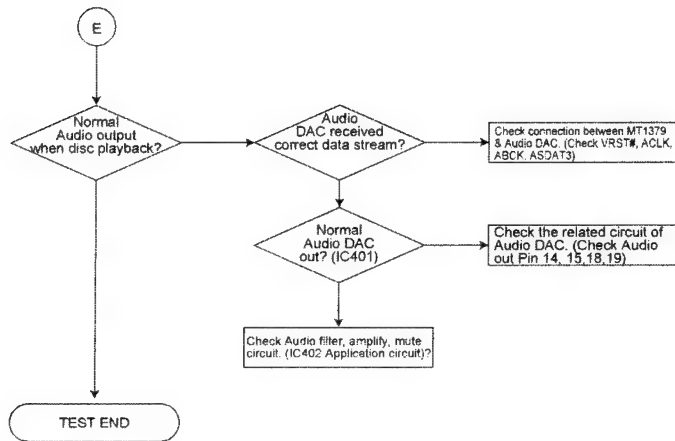 E
Normal
Audio output
when disc playback?
Audio
DAC received
correct data stream?
Check connection between MT1379
& Audio DAC. (Check VRST#, ACLK,
ABCK, ASDAT3)
Normal
Audio DAC
out? (IC401)
Check the related circuit of
Audio DAC. (Check Audio
out Pin 14, 15,18,19)
Check Audio filter, amplify, mute
circuit. (IC402 Application circuit)?
TEST END